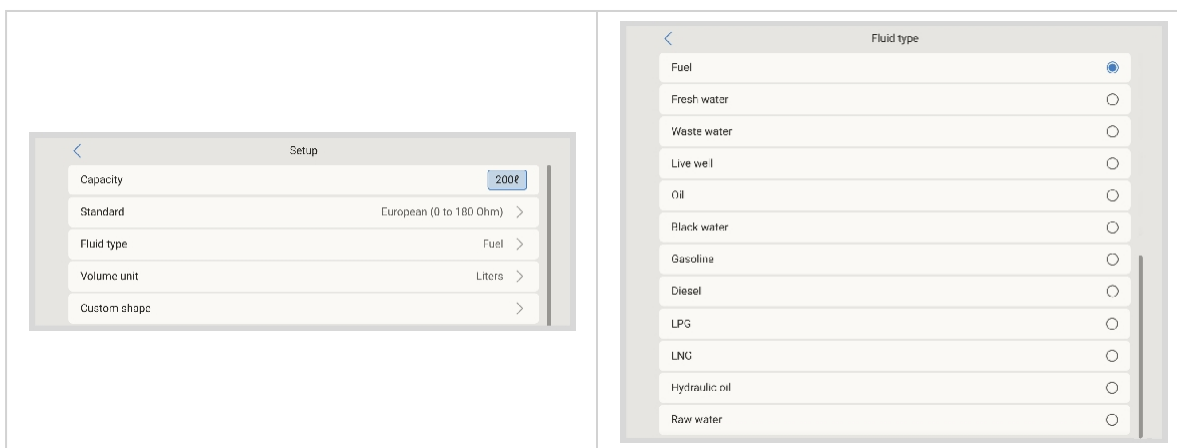 Setup
Capacity 200ℓ
Standard European (0 to 180 Ohm)
Fluid type Fuel
Volume unit Liters
Custom shape
Fluid type
Fuel
Fresh water
Waste water
Live well
Oil
Black water
Gasoline
Diesel
LPG
LNG
Hydraulic oil
Raw water